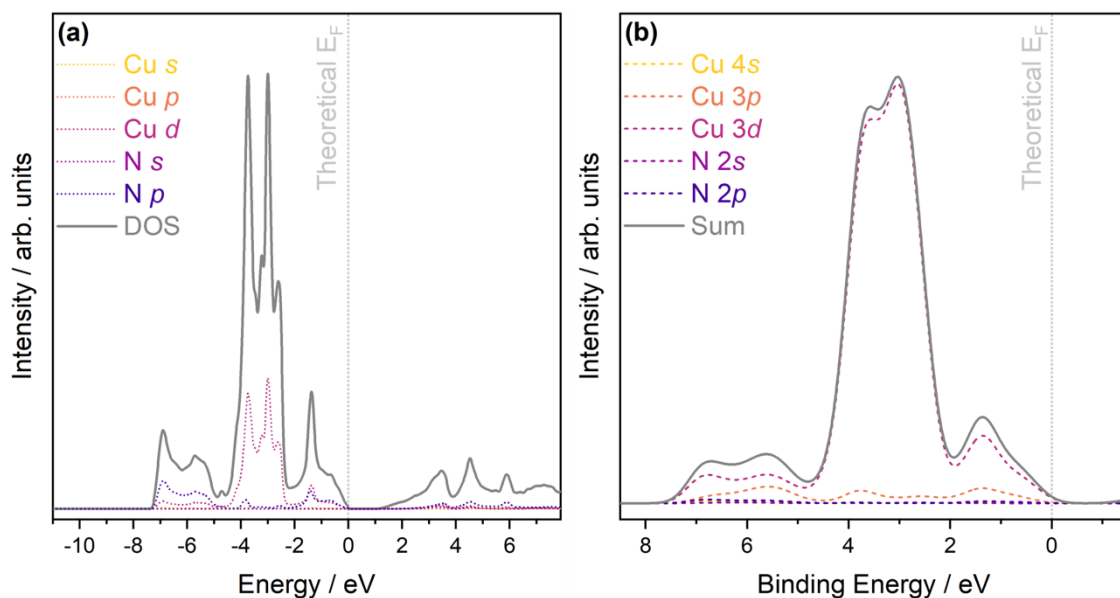 (a)
Cu s
Cu p
Cu d
N s
N p
DOS
Theoretical E_F
Intensity / arb. units
-10 -8 -6 -4 -2 0 2 4 6
Energy / eV
(b)
Cu 4s
Cu 3p
Cu 3d
N 2s
N 2p
Sum
Theoretical E_F
Intensity / arb. units
8 6 4 2 0
Binding Energy / eV